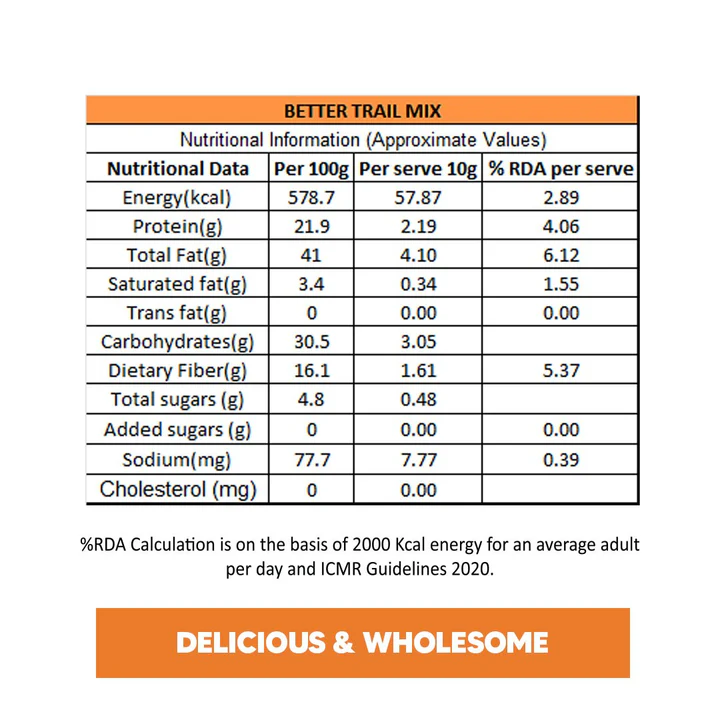 BETTER TRAIL MIX
Nutritional Information (Approximate Values)
Nutritional Data Per 100g Per serve 10g % RDA per serve
Energy(kcal) 578.7 57.87 2.89
Protein(g) 21.9 2.19 4.06
Total Fat(g) 41 4.10 6.12
Saturated fat(g) 3.4 0.34 1.55
Trans fat(g) 0 0.00 0.00
Carbohydrates(g) 30.5 3.05
Dietary Fiber(g) 16.1 1.61 5.37
Total sugars (g) 4.8 0.48
Added sugars (g) 0 0.00 0.00
Sodium(mg) 77.7 7.77 0.39
Cholesterol (mg) 0 0.00
%RDA Calculation is on the basis of 2000 Kcal energy for an average adult
per day and ICMR Guidelines 2020.
DELICIOUS & WHOLESOME